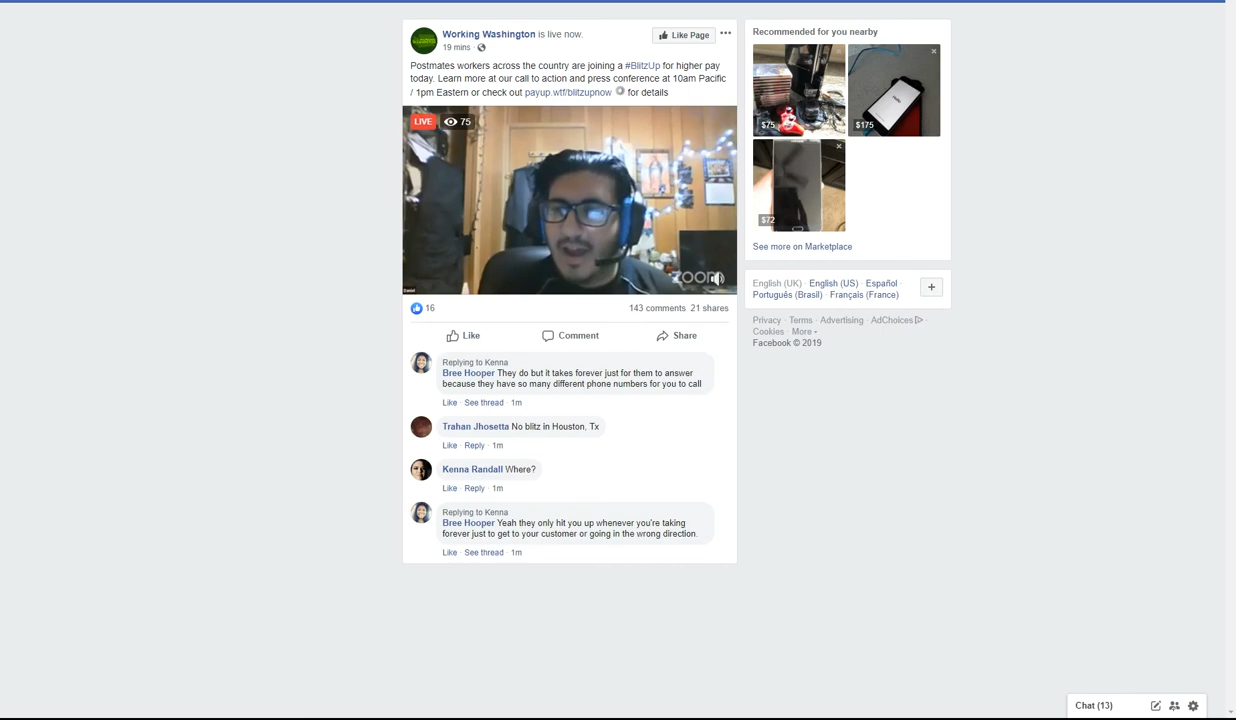 Working Washington is live now.
19 mins ·
Like Page
Postmates workers across the country are joining a #BlitzUp for higher pay
today. Learn more at our call to action and press conference at 10am Pacific
/ 1pm Eastern or check out payup.wtf/blitzupnow for details
LIVE 75
zoom
Daniel
16
143 comments 21 shares
Like Comment Share
Replying to Kenna
Bree Hooper They do but it takes forever just for them to answer
because they have so many different phone numbers for you to call
Like · See thread · 1m
Trahan Jhosetta No blitz in Houston, Tx
Like · Reply · 1m
Kenna Randall Where?
Like · Reply · 1m
Replying to Kenna
Bree Hooper Yeah they only hit you up whenever you're taking
forever just to get to your customer or going in the wrong direction.
Like · See thread · 1m
Recommended for you nearby
$75
$175
$72
See more on Marketplace
English (UK) · English (US) · Español ·
Português (Brasil) · Français (France)
Privacy · Terms · Advertising · AdChoices ·
Cookies · More
Facebook © 2019
Chat (13)